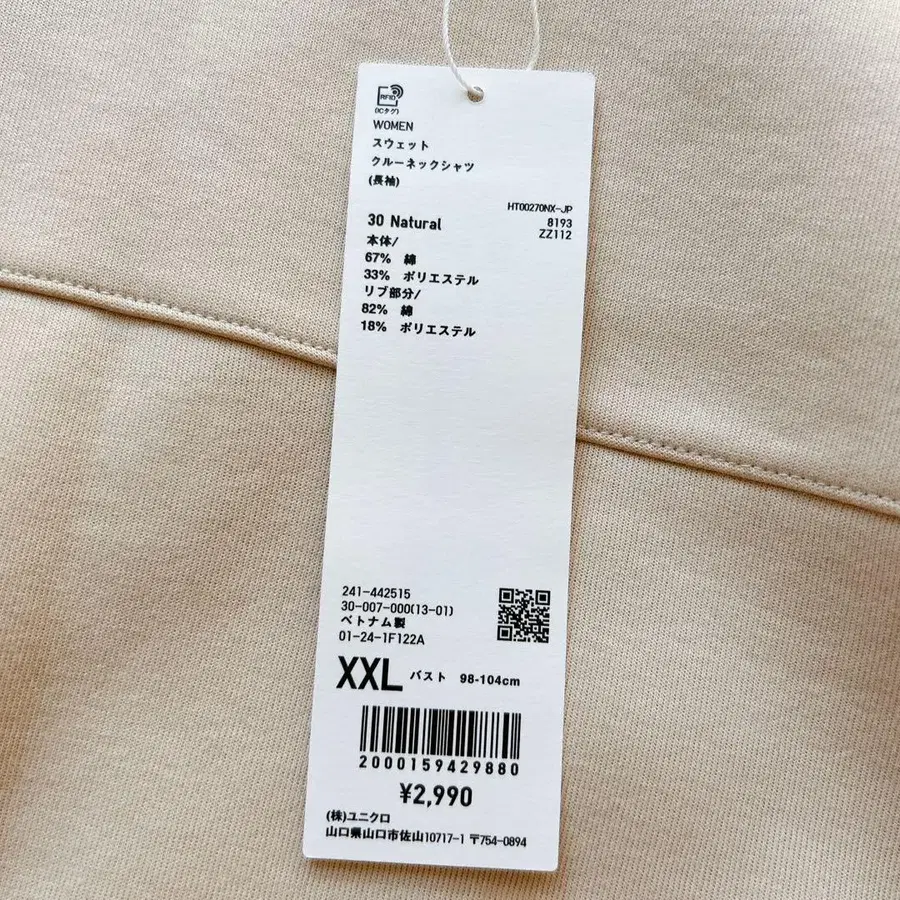 RFID
(ICタグ)
WOMEN
スウェット
クルーネックシャツ
(長袖)
HT00270NX-JP
8193
ZZ112
30 Natural
本体/
67% 綿
33% ポリエステル
リブ部分/
82% 綿
18% ポリエステル
241-442515
30-007-000(13-01)
ベトナム製
01-24-1F122A
XXL バスト 98-104cm
2000159429880
¥2,990
(株)ユニクロ
山口県山口市佐山10717-1 〒754-0894